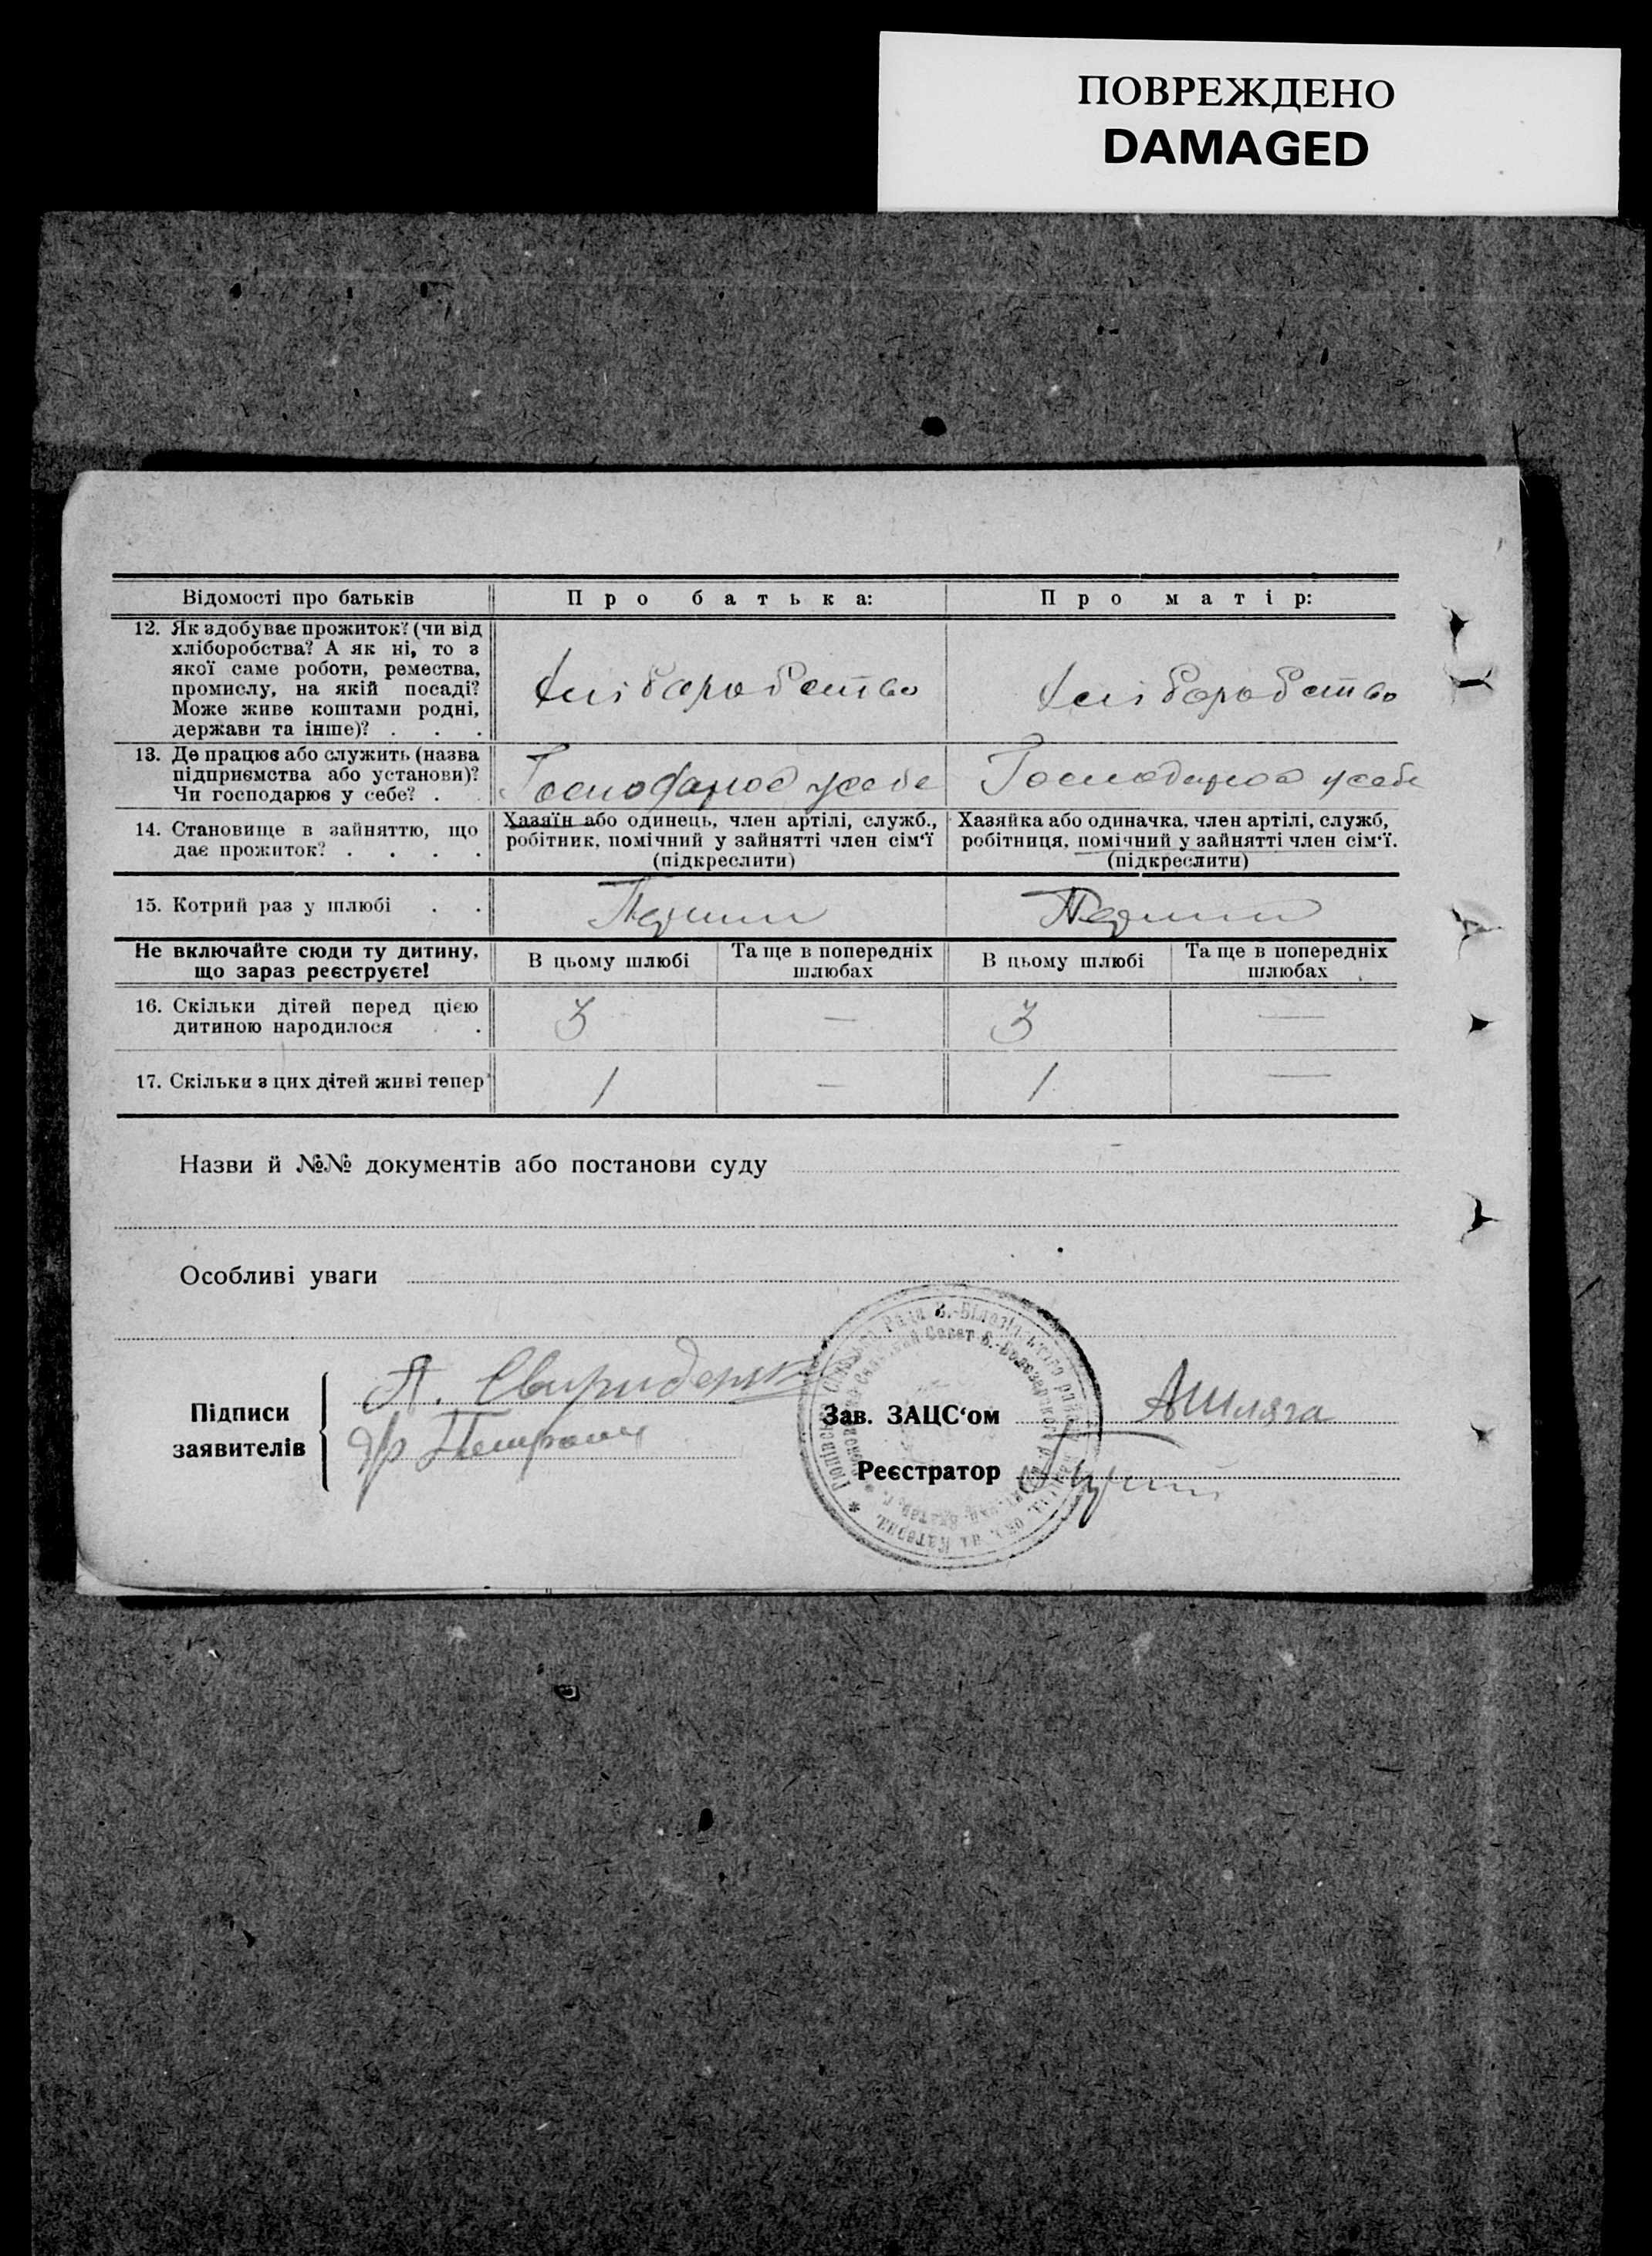 ПОВРЕЖДЕНО
DAMAGED
Відомості про батьків
Про батька:
Про матір:
12. Як здобуває прожиток? (чи від
хліборобства? А як ні, то з
якої саме роботи, ремества,
промислу, на якій посаді?
Може живе коштами родні,
держави та інше)? . . .
Хліборобство
Хліборобство
13. Де працює або служить (назва
підприємства або установи)?
Чи господарює у себе? .
Господарює у себе
Господарює у себе
14. Становище в зайняттю, що
дає прожиток? . . . .
Хазяїн або одинець, член артілі, служб.,
робітник, помічний у зайнятті член сім'ї
(підкреслити)
Хазяйка або одиначка, член артілі, служб,
робітниця, помічний у зайнятті член сім'ї.
(підкреслити)
15. Котрий раз у шлюбі . .
Перший
Перший
Не включайте сюди ту дитину,
що зараз реєструєте!
В цьому шлюбі
Та ще в попередніх
шлюбах
В цьому шлюбі
Та ще в попередніх
шлюбах
16. Скільки дітей перед цією
дитиною народилося . .
3
—
3
—
17. Скільки з цих дітей живі тепер
1
—
1
—
Назви й №№ документів або постанови суду
Особливі уваги
Підписи
заявителів
П. Свириденко
Зав. ЗАЦС'ом
АШляга
Реєстратор